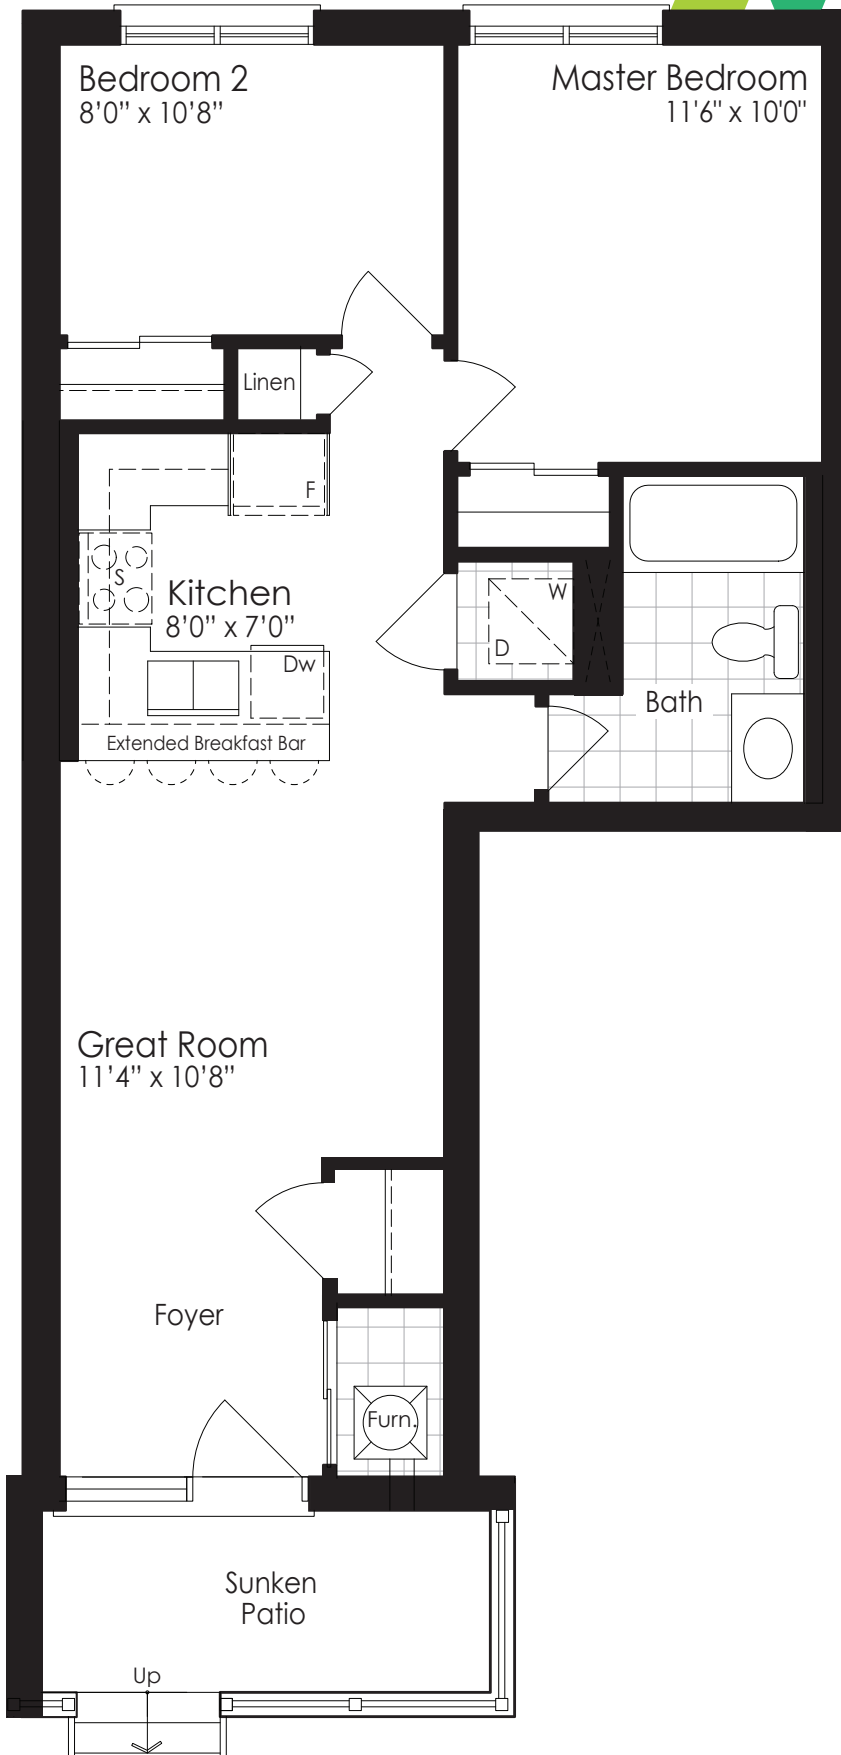 Bedroom 2
8’0” x 10’8”
Master Bedroom
11'6" x 10'0"
Linen
F
S
Kitchen
8’0” x 7’0”
W
D
Dw
Bath
Extended Breakfast Bar
Great Room
11’4” x 10’8”
Foyer
Furn.
Sunken
Patio
Up